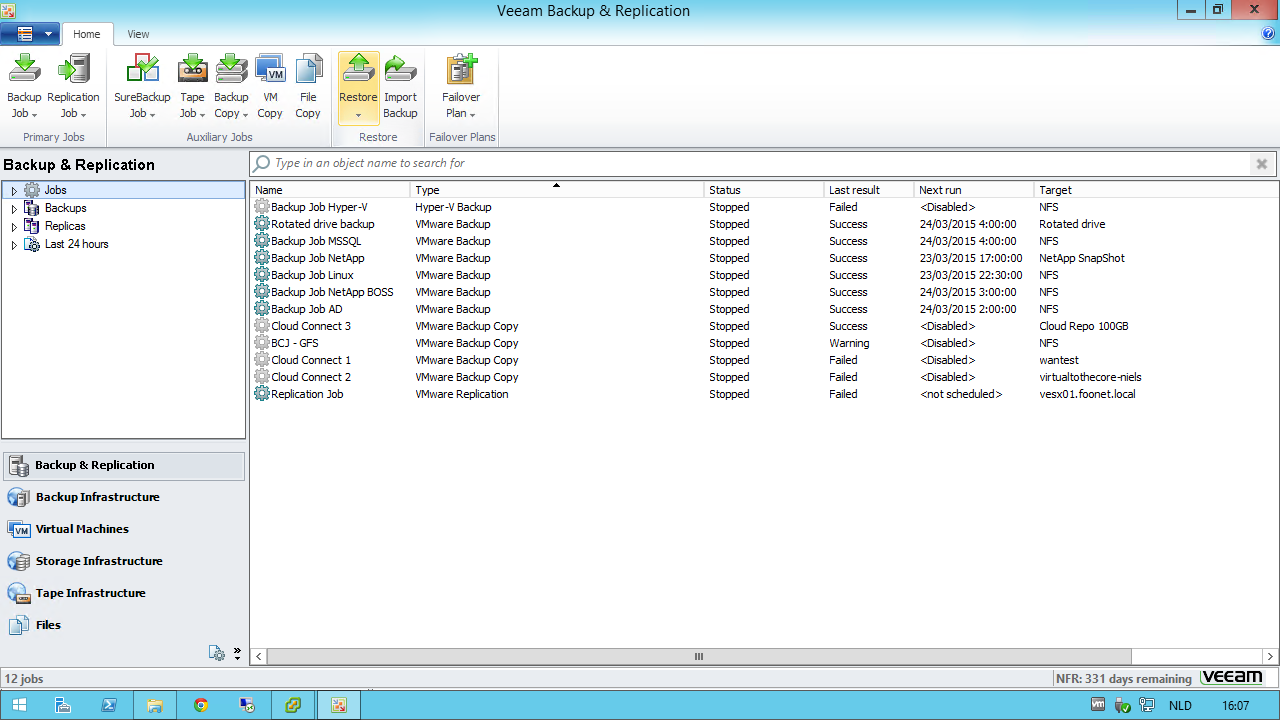 Veeam Backup & Replication
Home View
Backup Job Replication Job SureBackup Job Tape Job Backup Copy VM Copy File Copy Restore Import Backup Failover Plan
Primary Jobs Auxiliary Jobs Restore Failover Plans
Backup & Replication
Type in an object name to search for
Jobs
Backups
Replicas
Last 24 hours
Name Type Status Last result Next run Target
Backup Job Hyper-V Hyper-V Backup Stopped Failed <Disabled> NFS
Rotated drive backup VMware Backup Stopped Success 24/03/2015 4:00:00 Rotated drive
Backup Job MSSQL VMware Backup Stopped Success 24/03/2015 4:00:00 NFS
Backup Job NetApp VMware Backup Stopped Success 23/03/2015 17:00:00 NetApp SnapShot
Backup Job Linux VMware Backup Stopped Success 23/03/2015 22:30:00 NFS
Backup Job NetApp BOSS VMware Backup Stopped Success 24/03/2015 3:00:00 NFS
Backup Job AD VMware Backup Stopped Success 24/03/2015 2:00:00 NFS
Cloud Connect 3 VMware Backup Copy Stopped Success <Disabled> Cloud Repo 100GB
BCJ - GFS VMware Backup Copy Stopped Warning <Disabled> NFS
Cloud Connect 1 VMware Backup Copy Stopped Failed <Disabled> wantest
Cloud Connect 2 VMware Backup Copy Stopped Failed <Disabled> virtualtothecore-niels
Replication Job VMware Replication Stopped Failed <not scheduled> vesx01.foonet.local
Backup & Replication
Backup Infrastructure
Virtual Machines
Storage Infrastructure
Tape Infrastructure
Files
12 jobs NFR: 331 days remaining veeam
NLD 16:07